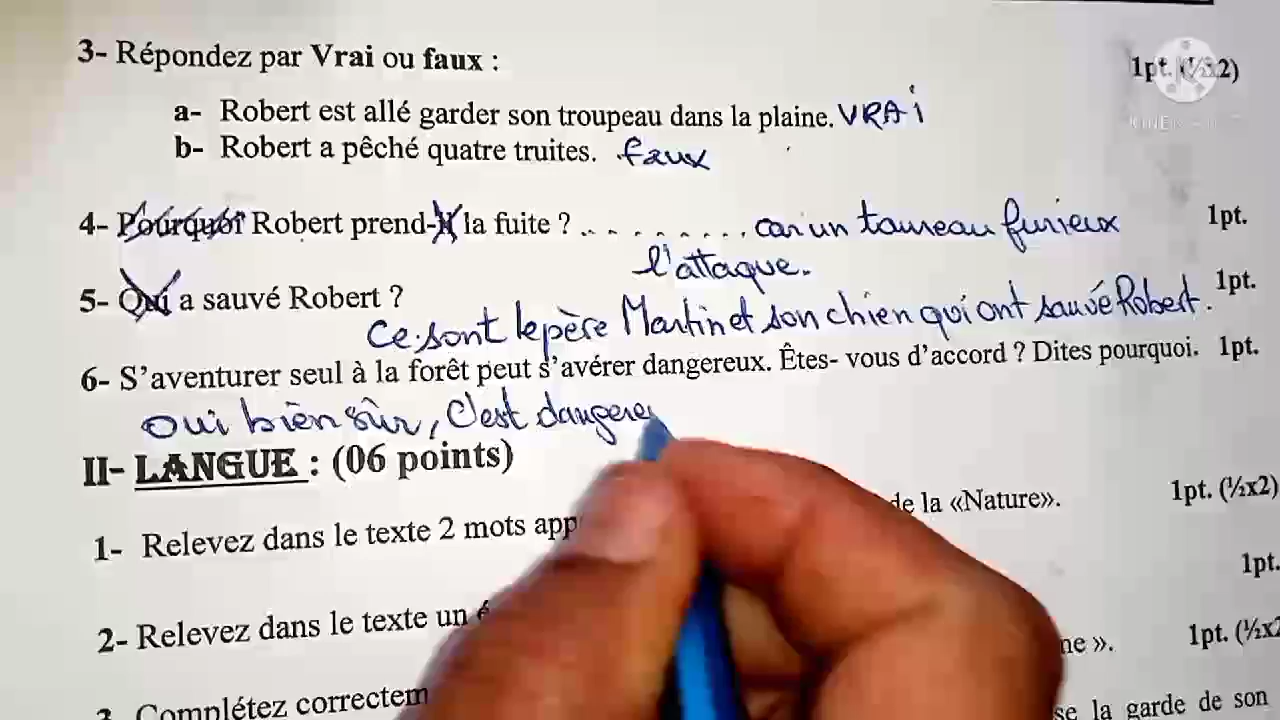 3- Répondez par Vrai ou faux : 1pt. (½x2)
a- Robert est allé garder son troupeau dans la plaine. VRAi
b- Robert a pêché quatre truites. faux
4- Pourquoi Robert prend-il la fuite ? .. . . . . . . . . car un taureau furieux 1pt.
l'attaque.
5- Qui a sauvé Robert ? 1pt.
Ce sont le père Martin et son chien qui ont sauvé Robert.
6- S'aventurer seul à la forêt peut s'avérer dangereux. Êtes- vous d'accord ? Dites pourquoi. 1pt.
Oui bien sûr, C'est dangere
II- LANGUE : (06 points)
1- Relevez dans le texte 2 mots app de la «Nature». 1pt. (½x2)
1pt.
2- Relevez dans le texte un
ne ». 1pt. (½x2
3 Complétez correctem se la garde de son